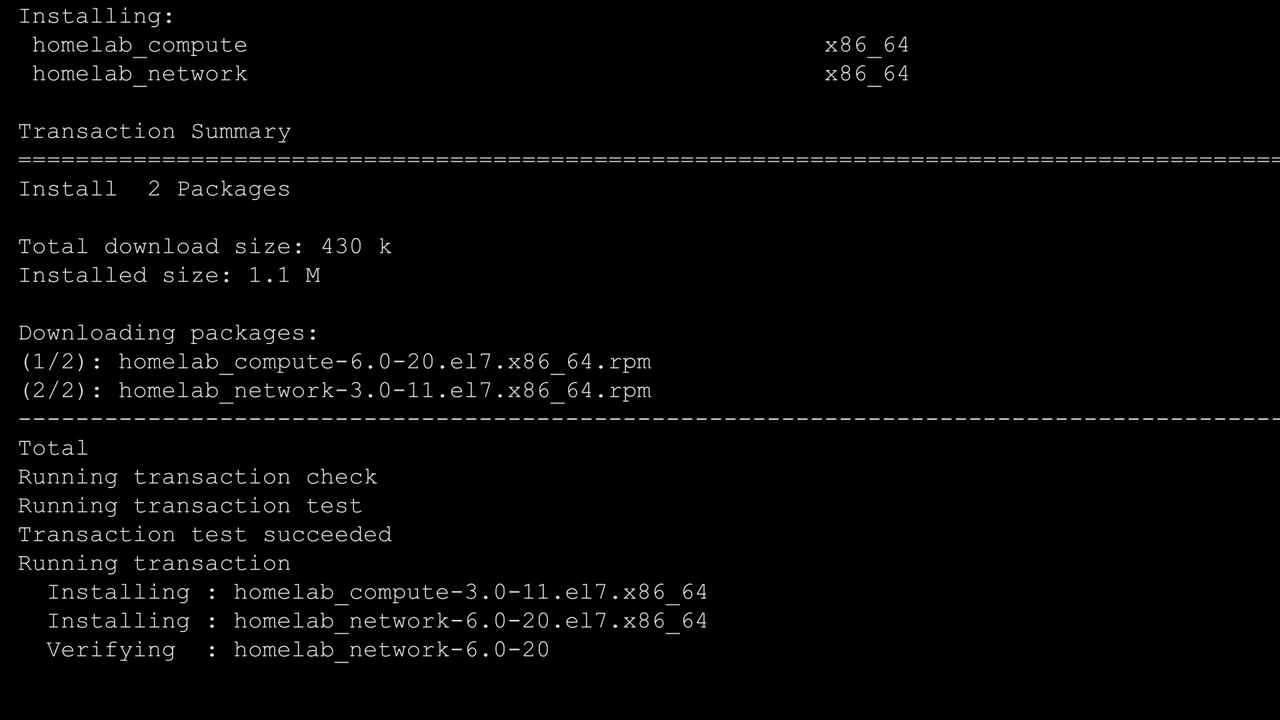 Installing:
homelab_compute x86_64
homelab_network x86_64
Transaction Summary
================================================================================
Install  2 Packages
Total download size: 430 k
Installed size: 1.1 M
Downloading packages:
(1/2): homelab_compute-6.0-20.el7.x86_64.rpm
(2/2): homelab_network-3.0-11.el7.x86_64.rpm
--------------------------------------------------------------------------------
Total
Running transaction check
Running transaction test
Transaction test succeeded
Running transaction
Installing : homelab_compute-3.0-11.el7.x86_64
Installing : homelab_network-6.0-20.el7.x86_64
Verifying  : homelab_network-6.0-20